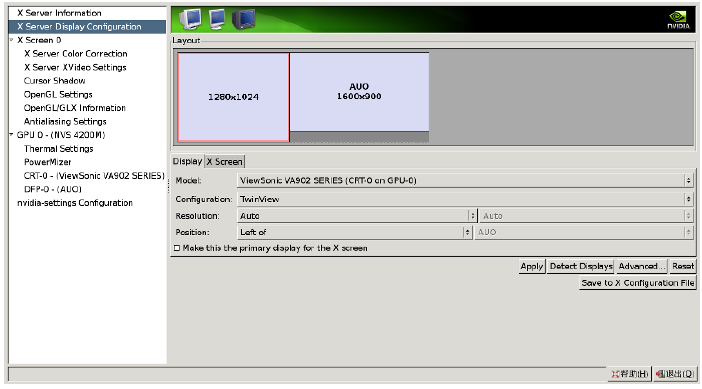 X Server Information
X Server Display Configuration
X Screen 0
X Server Color Correction
X Server XVideo Settings
Cursor Shadow
OpenGL Settings
OpenGL/GLX Information
Antialiasing Settings
GPU 0 - (NVS 4200M)
Thermal Settings
PowerMizer
CRT-0 - (ViewSonic VA902 SERIES)
DFP-0 - (AUO)
nvidia-settings Configuration
NVIDIA
Layout
1280x1024
AUO
1600x900
Display X Screen
Model: ViewSonic VA902 SERIES (CRT-0 on GPU-0)
Configuration: TwinView
Resolution: Auto Auto
Position: Left of AUO
Make this the primary display for the X screen
Apply Detect Displays Advanced... Reset
Save to X Configuration File
帮助(H) 退出(Q)